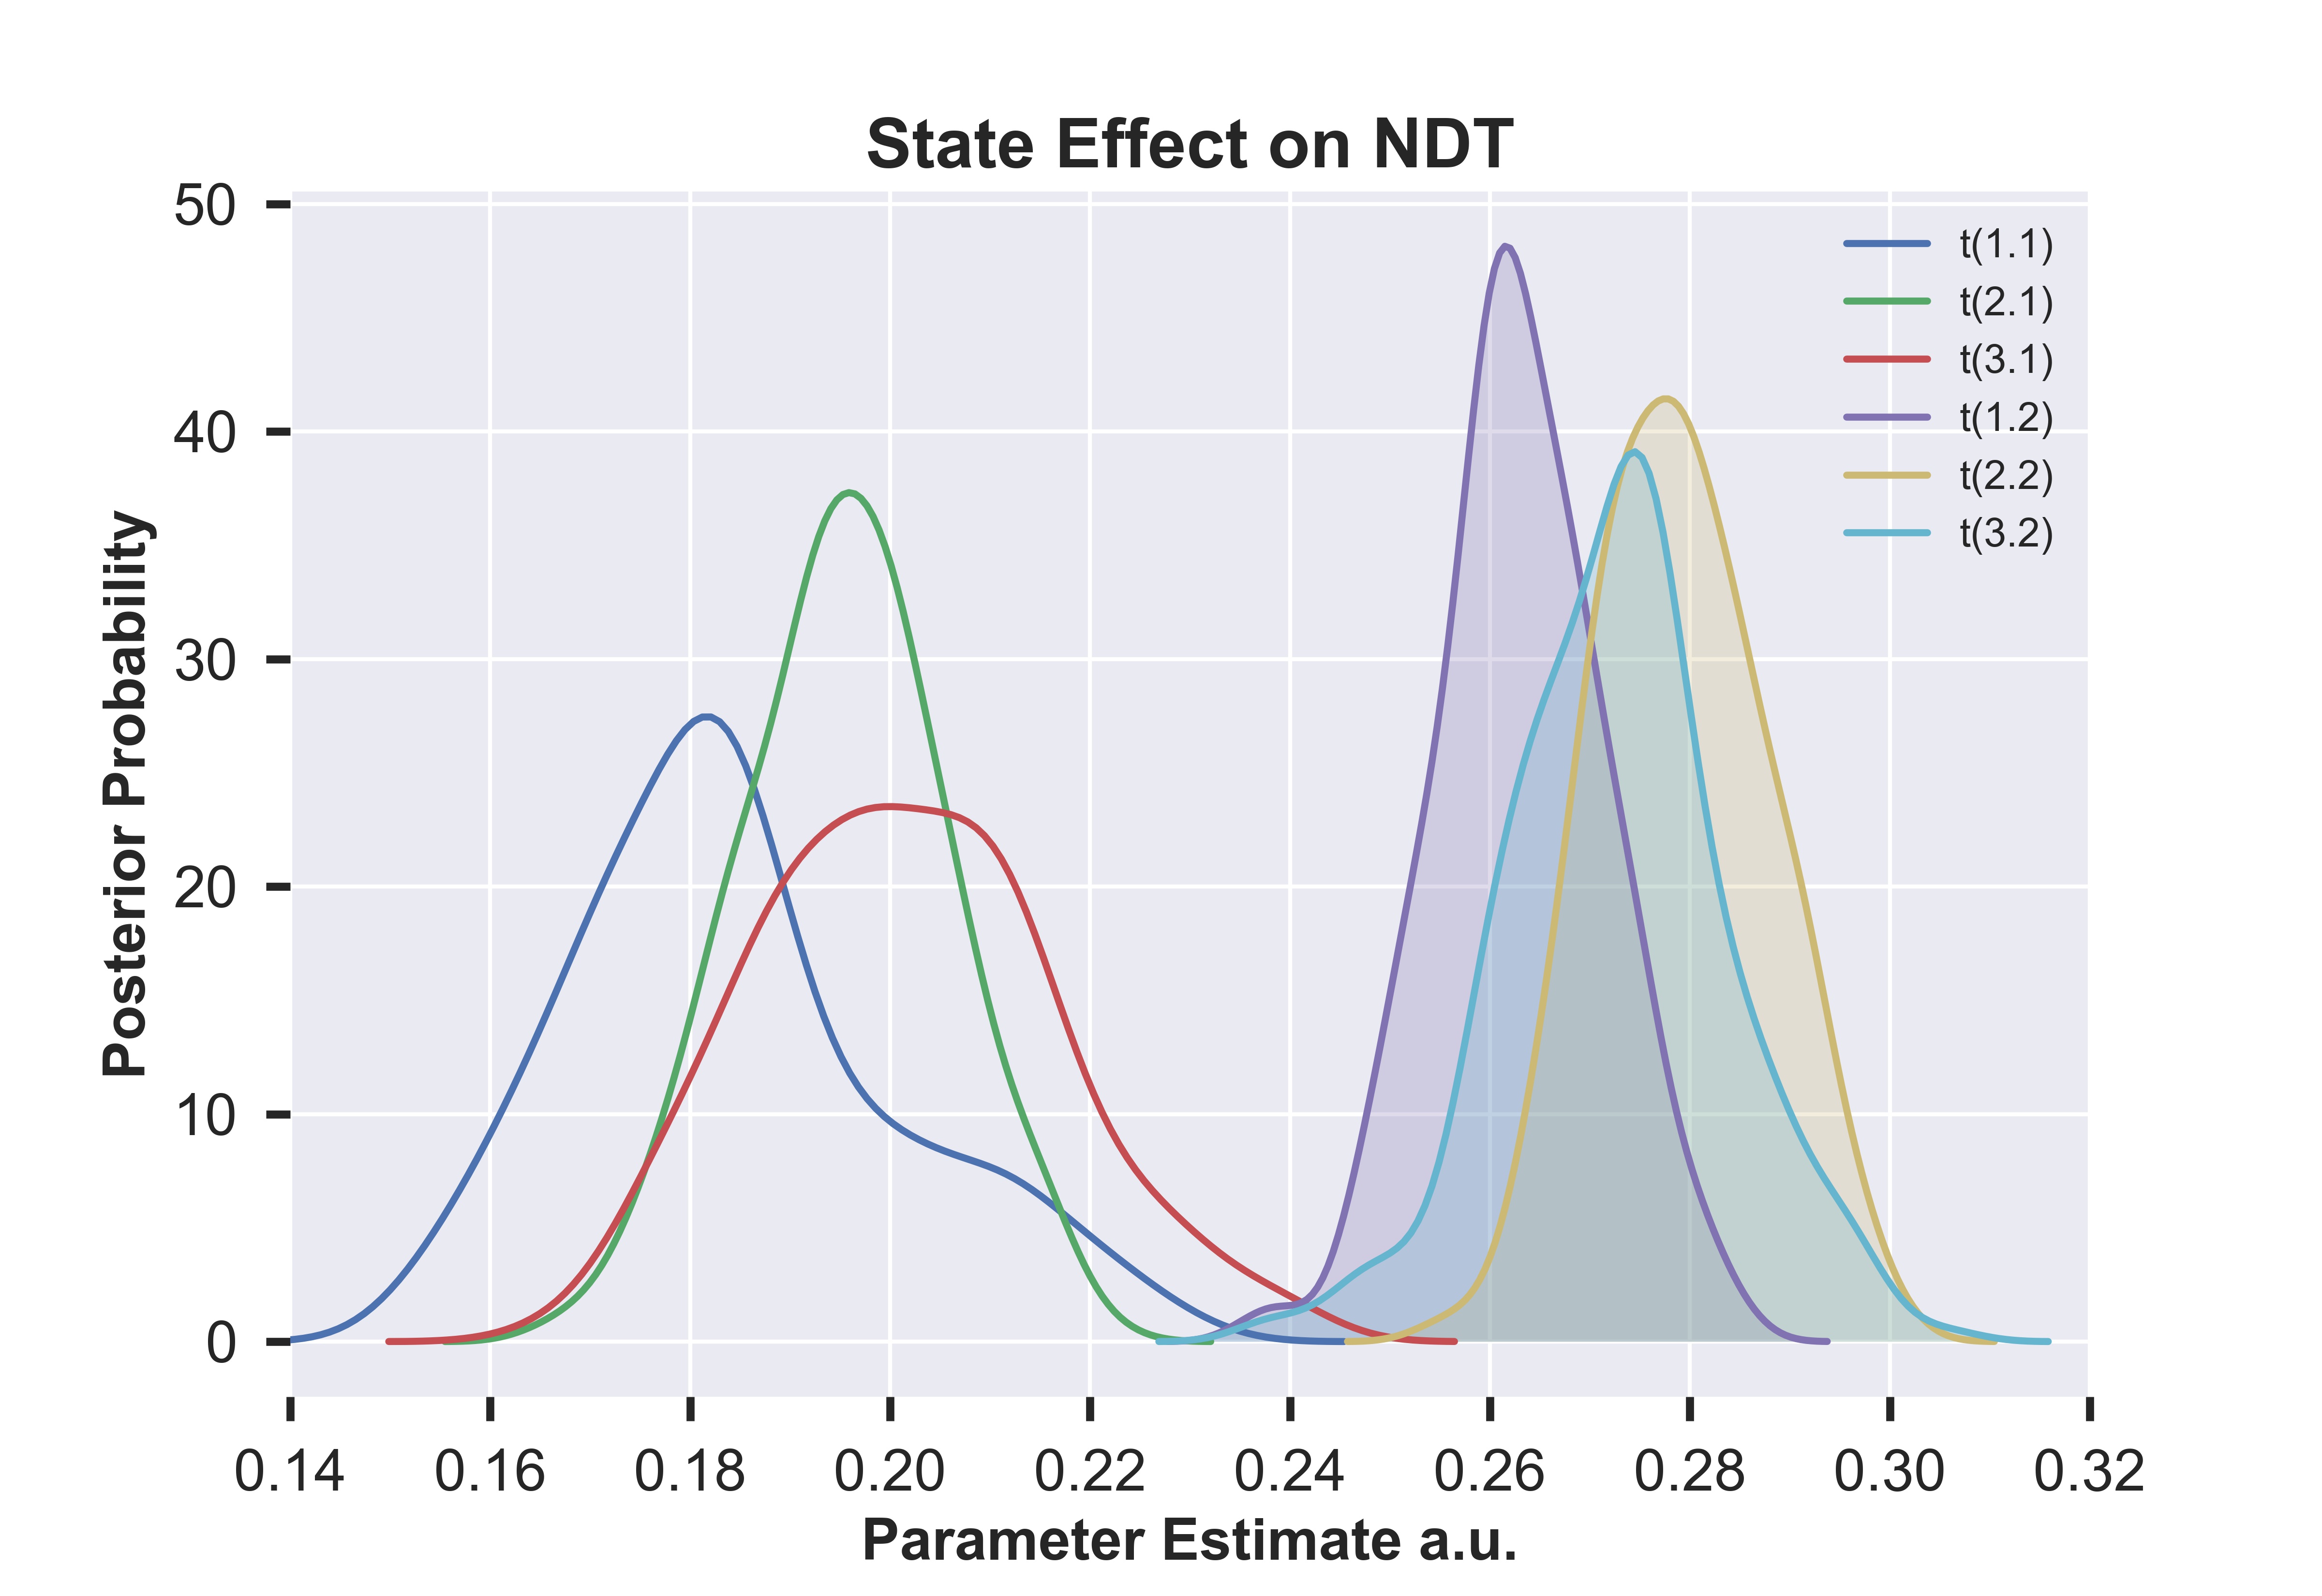 State Effect on NDT
50
40
30
20
10
0
Posterior Probability
t(1.1)
t(2.1)
t(3.1)
t(1.2)
t(2.2)
t(3.2)
0.14 0.16 0.18 0.20 0.22 0.24 0.26 0.28 0.30 0.32
Parameter Estimate a.u.